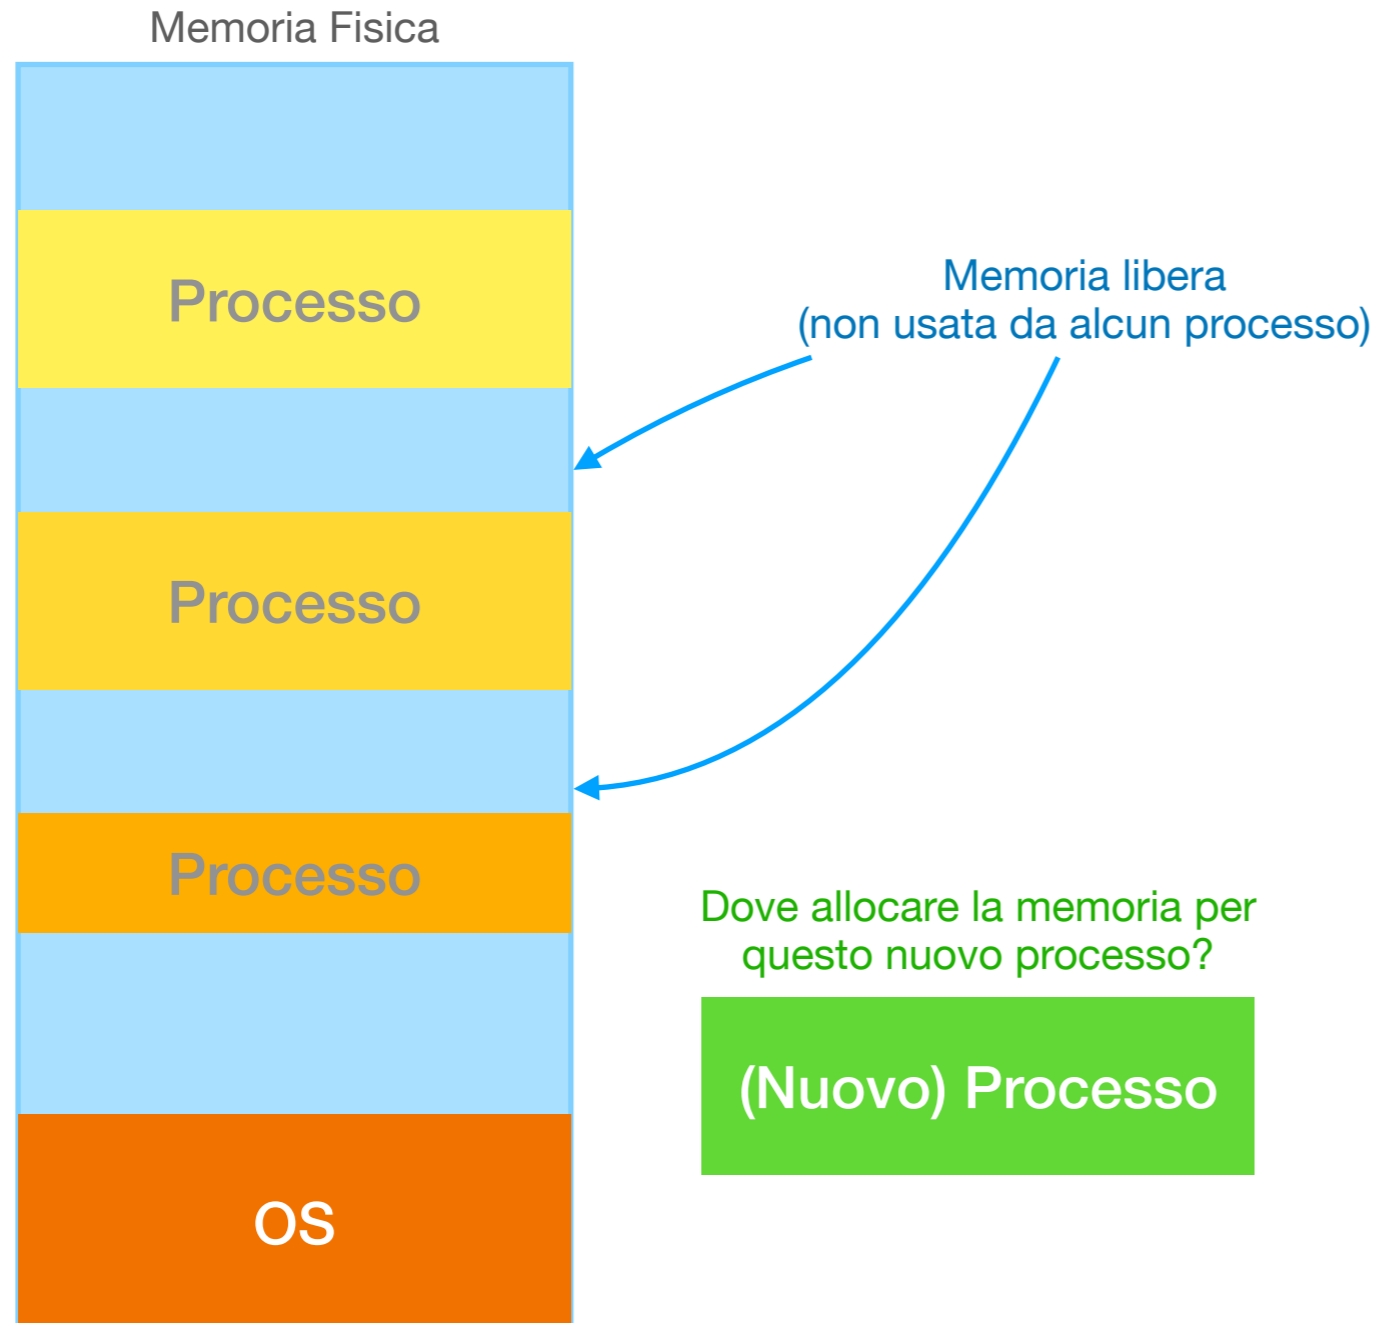 Memoria Fisica
Processo
Memoria libera
(non usata da alcun processo)
Processo
Processo
Dove allocare la memoria per
questo nuovo processo?
(Nuovo) Processo
OS